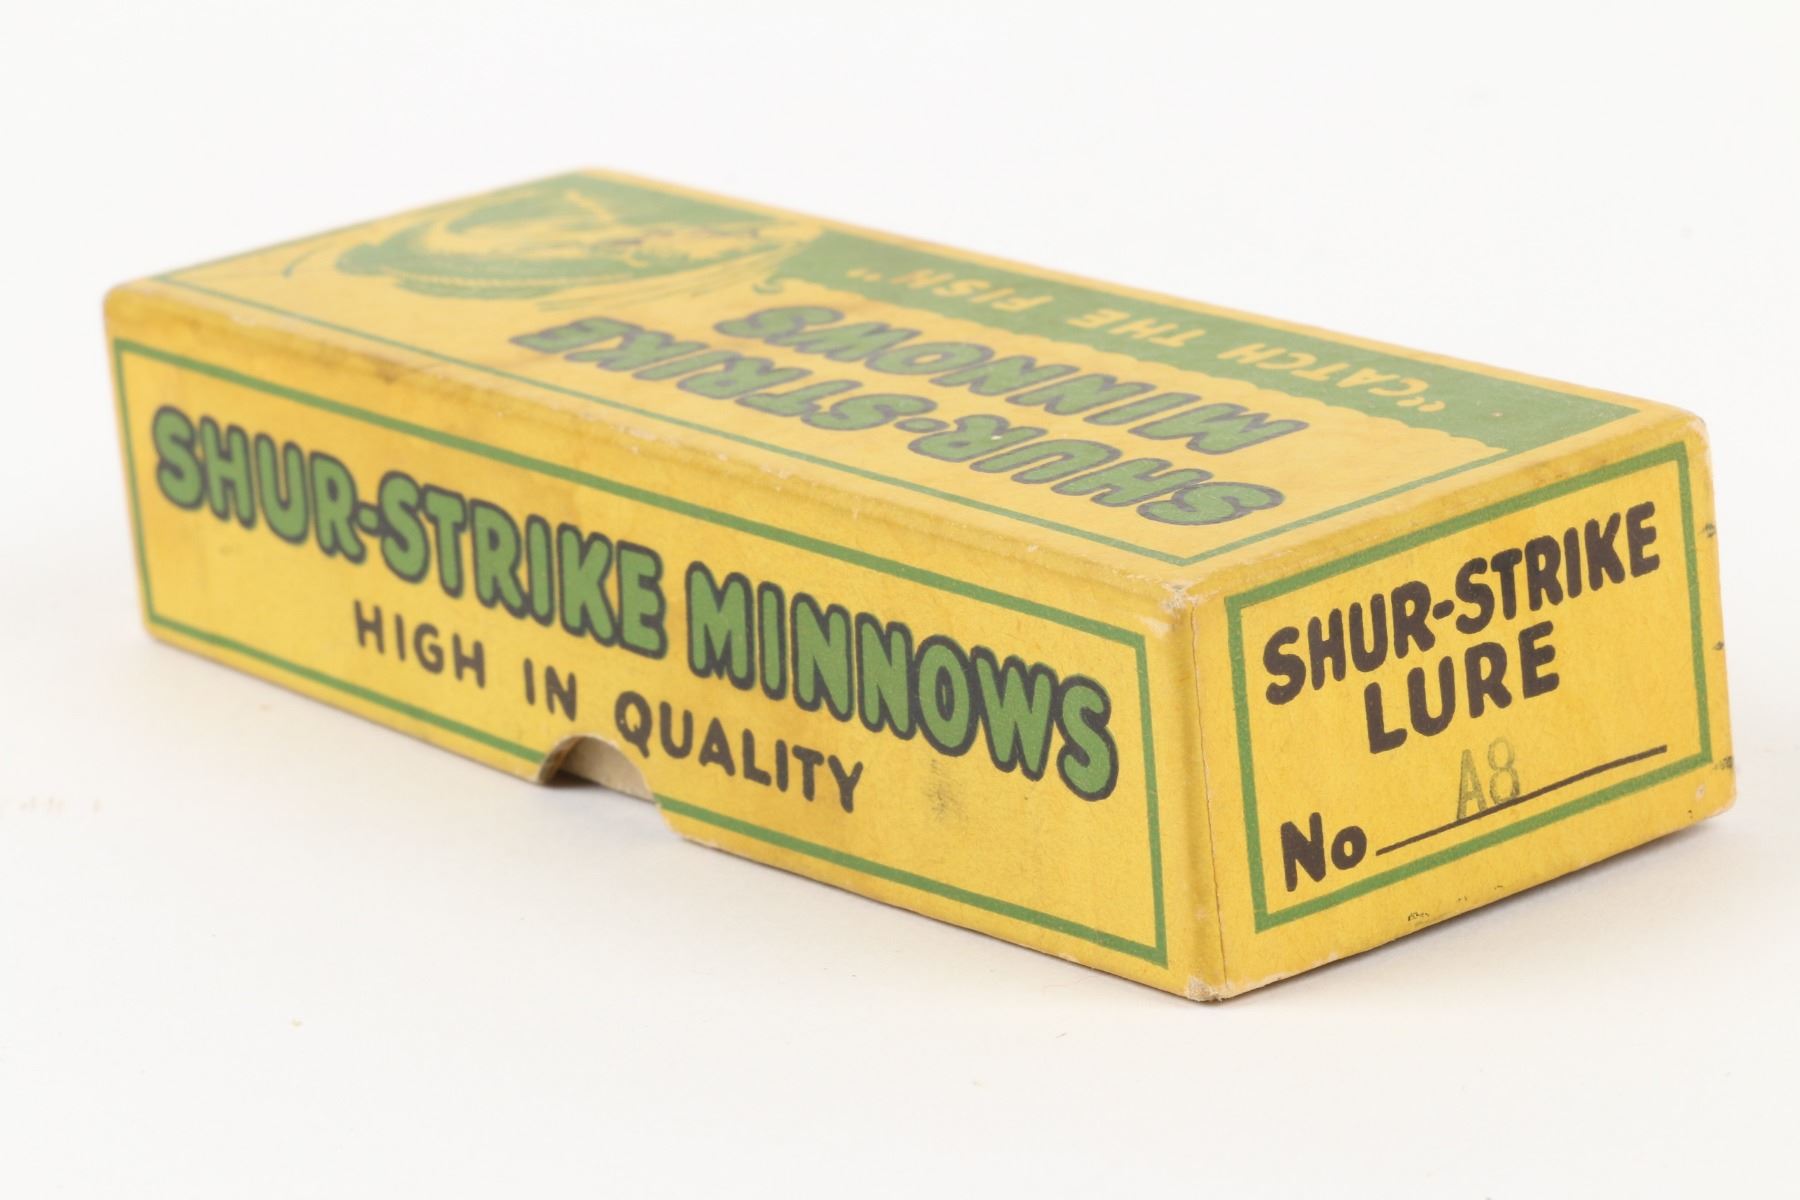 "CATCH THE FISH"
SHUR-STRIKE
MINNOWS
SHUR-STRIKE MINNOWS
HIGH IN QUALITY
SHUR-STRIKE
LURE
No A8